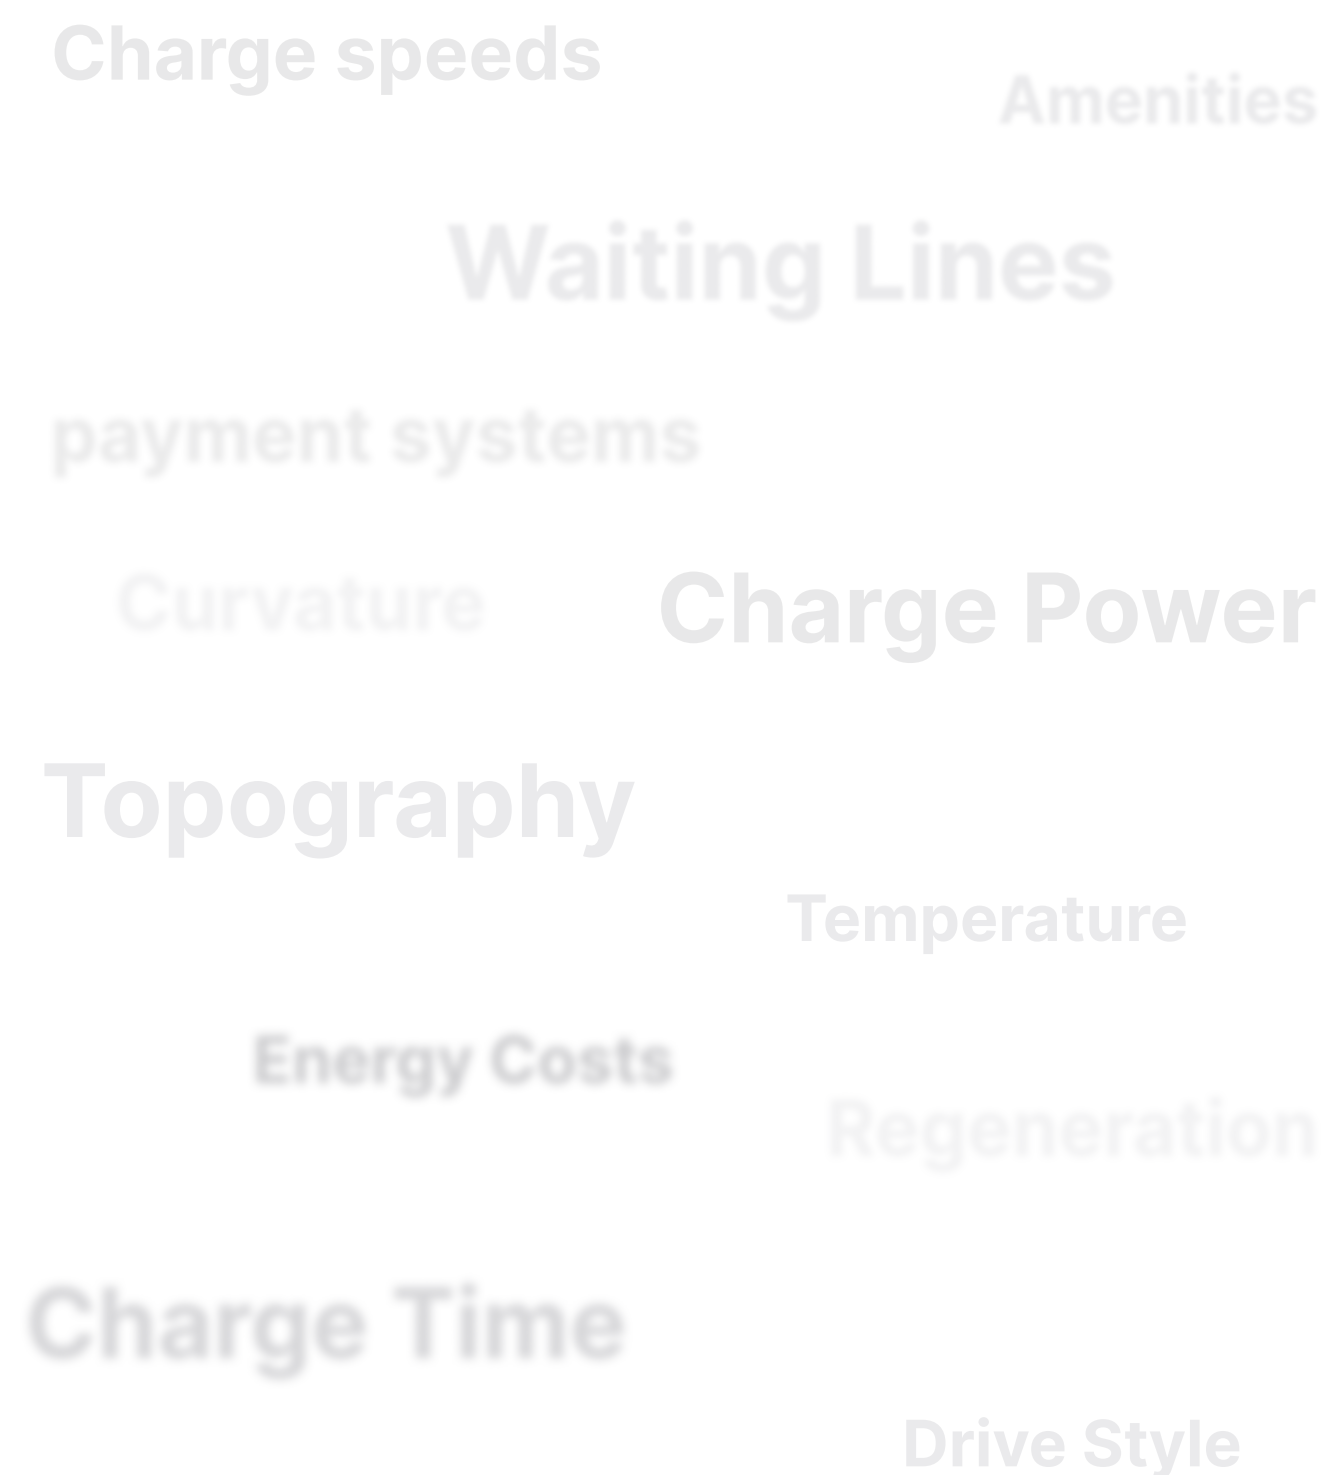 Charge speeds
Amenities
Waiting Lines
payment systems
Curvature
Charge Power
Topography
Temperature
Energy Costs
Regeneration
Charge Time
Drive Style